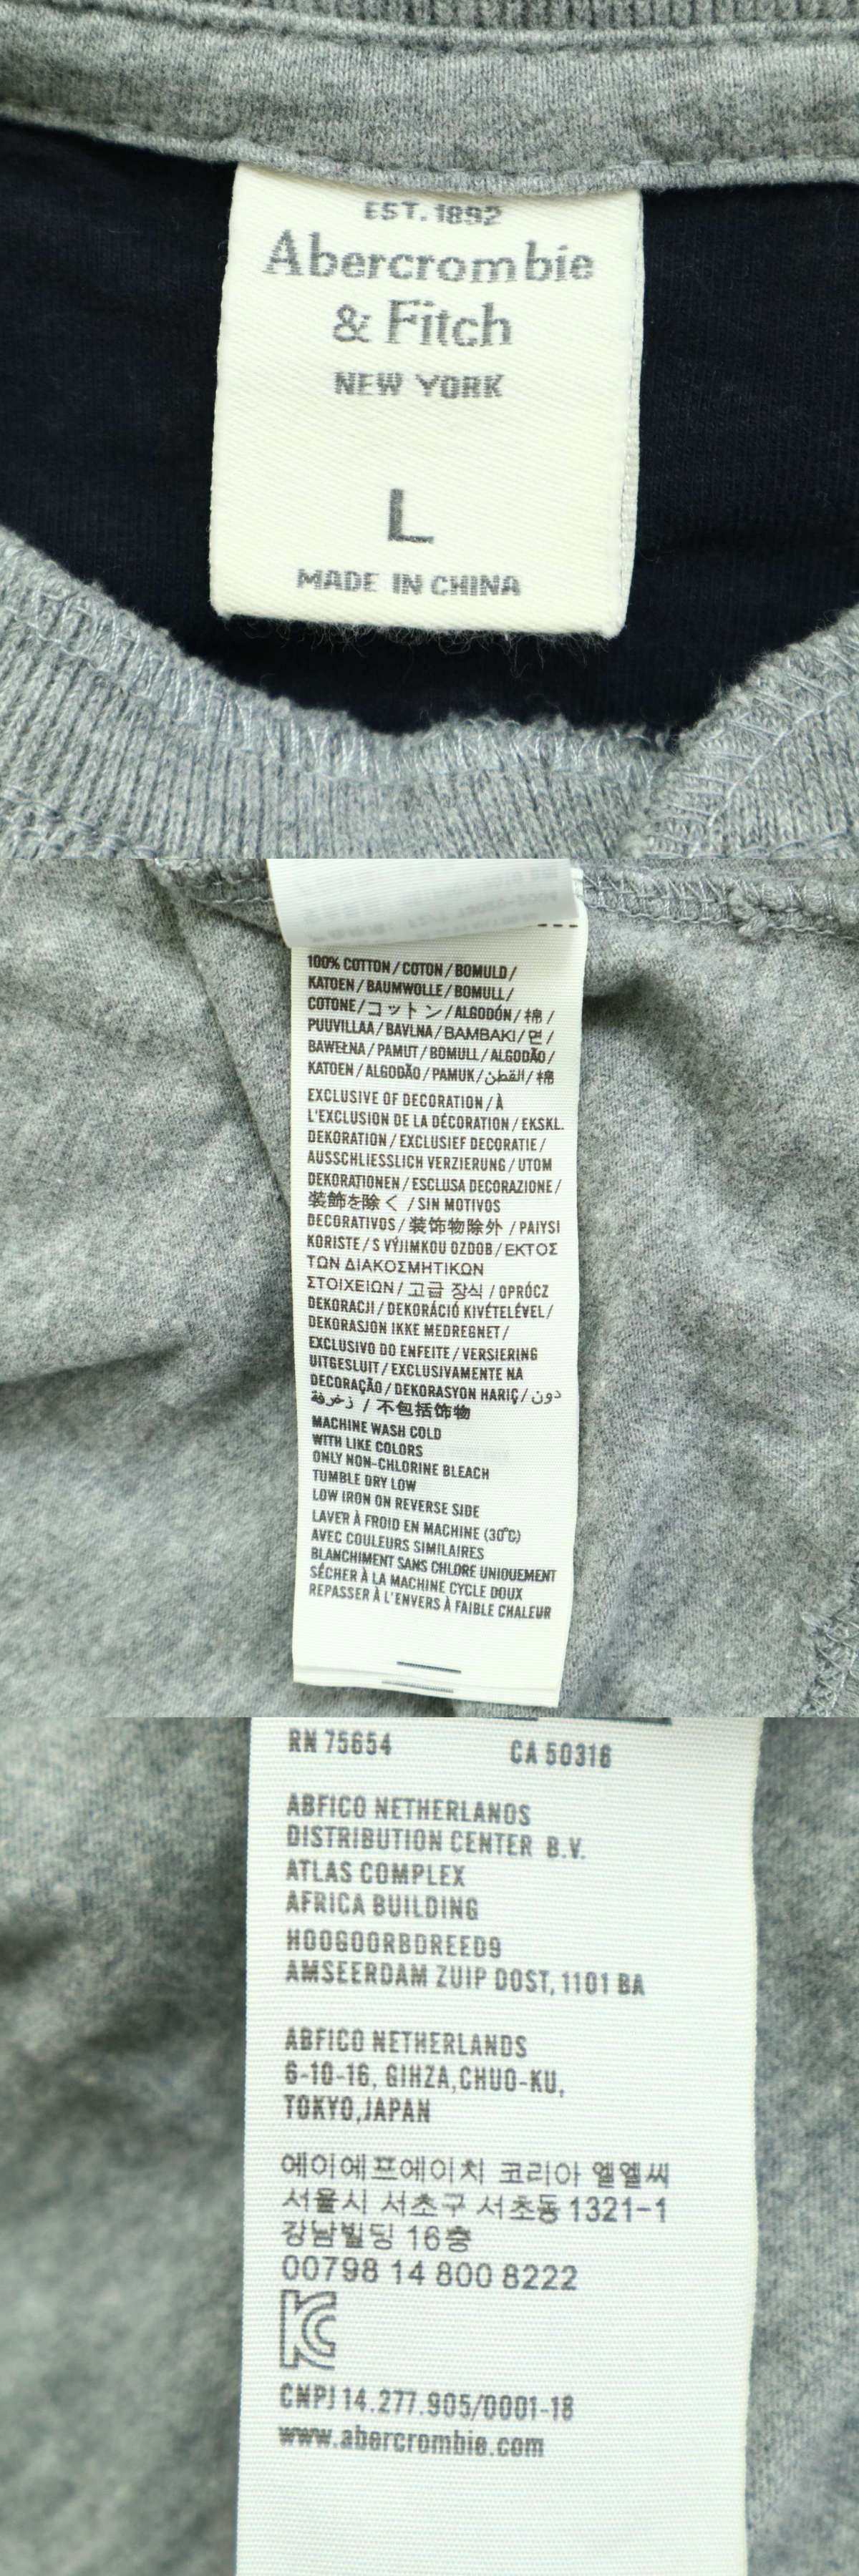 EST. 1892
Abercrombie
& Fitch
NEW YORK
L
MADE IN CHINA
100% COTTON / COTON / BOMULD /
KATOEN / BAUMWOLLE / BOMULL /
COTONE / コットン / ALGODÓN / 棉 /
PUUVILLAA / BAVLNA / BAMBAKI / 면 /
BAWEŁNA / PAMUT / BOMULL / ALGODÃO /
KATOEN / ALGODÃO / PAMUK / القطن / 棉
EXCLUSIVE OF DECORATION / À
L'EXCLUSION DE LA DÉCORATION / EKSKL.
DEKORATION / EXCLUSIEF DECORATIE /
AUSSCHLIESSLICH VERZIERUNG / UTOM
DEKORATIONEN / ESCLUSA DECORAZIONE /
装飾を除く / SIN MOTIVOS
DECORATIVOS / 装饰物除外 / PAIYSI
KORISTE / S VÝJIMKOU OZDOB / ΕΚΤΟΣ
ΤΩΝ ΔΙΑΚΟΣΜΗΤΙΚΩΝ
ΣΤΟΙΧΕΙΩΝ / 고급 장식 / OPRÓCZ
DEKORACJI / DEKORÁCIÓ KIVÉTELÉVEL /
DEKORASJON IKKE MEDREGNET /
EXCLUSIVO DO ENFEITE / VERSIERING
UITGESLUIT / EXCLUSIVAMENTE NA
DECORAÇÃO / DEKORASYON HARIÇ / دون
زخرفة / 不包括饰物
MACHINE WASH COLD
WITH LIKE COLORS
ONLY NON-CHLORINE BLEACH
TUMBLE DRY LOW
LOW IRON ON REVERSE SIDE
LAVER À FROID EN MACHINE (30°C)
AVEC COULEURS SIMILAIRES
BLANCHIMENT SANS CHLORE UNIQUEMENT
SÉCHER À LA MACHINE CYCLE DOUX
REPASSER À L'ENVERS À FAIBLE CHALEUR
RN 75654 CA 50316
ABFICO NETHERLANDS
DISTRIBUTION CENTER B.V.
ATLAS COMPLEX
AFRICA BUILDING
HOOGOORBDREED9
AMSEERDAM ZUIP DOST, 1101 BA
ABFICO NETHERLANDS
6-10-16, GIHZA,CHUO-KU,
TOKYO,JAPAN
에이에프에이치 코리아 엘엘씨
서울시 서초구 서초동 1321-1
강남빌딩 16층
00798 14 800 8222
KC
CNPJ 14.277.905/0001-18
www.abercrombie.com